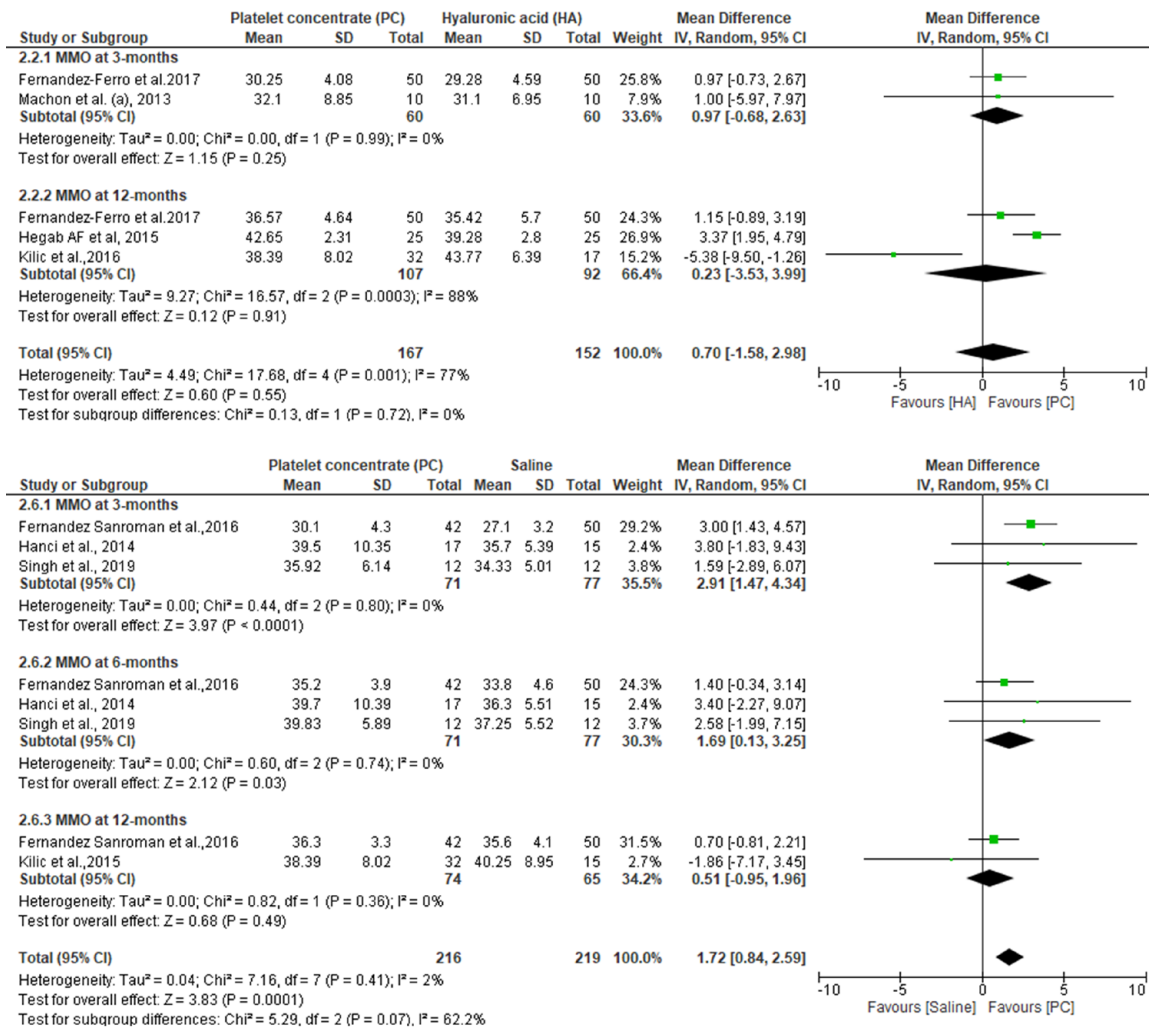 Platelet concentrate (PC) Hyaluronic acid (HA) Mean Difference Mean Difference
Study or Subgroup Mean SD Total Mean SD Total Weight IV, Random, 95% CI IV, Random, 95% CI
2.2.1 MMO at 3-months
Fernandez-Ferro et al.2017 30.25 4.08 50 29.28 4.59 50 25.8% 0.97 [-0.73, 2.67]
Machon et al. (a), 2013 32.1 8.85 10 31.1 6.95 10 7.9% 1.00 [-5.97, 7.97]
Subtotal (95% CI) 60 60 33.6% 0.97 [-0.68, 2.63]
Heterogeneity: Tau² = 0.00; Chi² = 0.00, df = 1 (P = 0.99); I² = 0%
Test for overall effect: Z = 1.15 (P = 0.25)
2.2.2 MMO at 12-months
Fernandez-Ferro et al.2017 36.57 4.64 50 35.42 5.7 50 24.3% 1.15 [-0.89, 3.19]
Hegab AF et al, 2015 42.65 2.31 25 39.28 2.8 25 26.9% 3.37 [1.95, 4.79]
Kilic et al.,2016 38.39 8.02 32 43.77 6.39 17 15.2% -5.38 [-9.50, -1.26]
Subtotal (95% CI) 107 92 66.4% 0.23 [-3.53, 3.99]
Heterogeneity: Tau² = 9.27; Chi² = 16.57, df = 2 (P = 0.0003); I² = 88%
Test for overall effect: Z = 0.12 (P = 0.91)
Total (95% CI) 167 152 100.0% 0.70 [-1.58, 2.98]
Heterogeneity: Tau² = 4.49; Chi² = 17.68, df = 4 (P = 0.001); I² = 77%
Test for overall effect: Z = 0.60 (P = 0.55)
Test for subgroup differences: Chi² = 0.13, df = 1 (P = 0.72), I² = 0%
-10 -5 0 5 10
Favours [HA] Favours [PC]
Platelet concentrate (PC) Saline Mean Difference Mean Difference
Study or Subgroup Mean SD Total Mean SD Total Weight IV, Random, 95% CI IV, Random, 95% CI
2.6.1 MMO at 3-months
Fernandez Sanroman et al.,2016 30.1 4.3 42 27.1 3.2 50 29.2% 3.00 [1.43, 4.57]
Hanci et al., 2014 39.5 10.35 17 35.7 5.39 15 2.4% 3.80 [-1.83, 9.43]
Singh et al., 2019 35.92 6.14 12 34.33 5.01 12 3.8% 1.59 [-2.89, 6.07]
Subtotal (95% CI) 71 77 35.5% 2.91 [1.47, 4.34]
Heterogeneity: Tau² = 0.00; Chi² = 0.44, df = 2 (P = 0.80); I² = 0%
Test for overall effect: Z = 3.97 (P < 0.0001)
2.6.2 MMO at 6-months
Fernandez Sanroman et al.,2016 35.2 3.9 42 33.8 4.6 50 24.3% 1.40 [-0.34, 3.14]
Hanci et al., 2014 39.7 10.39 17 36.3 5.51 15 2.4% 3.40 [-2.27, 9.07]
Singh et al., 2019 39.83 5.89 12 37.25 5.52 12 3.7% 2.58 [-1.99, 7.15]
Subtotal (95% CI) 71 77 30.3% 1.69 [0.13, 3.25]
Heterogeneity: Tau² = 0.00; Chi² = 0.60, df = 2 (P = 0.74); I² = 0%
Test for overall effect: Z = 2.12 (P = 0.03)
2.6.3 MMO at 12-months
Fernandez Sanroman et al.,2016 36.3 3.3 42 35.6 4.1 50 31.5% 0.70 [-0.81, 2.21]
Kilic et al.,2015 38.39 8.02 32 40.25 8.95 15 2.7% -1.86 [-7.17, 3.45]
Subtotal (95% CI) 74 65 34.2% 0.51 [-0.95, 1.96]
Heterogeneity: Tau² = 0.00; Chi² = 0.82, df = 1 (P = 0.36); I² = 0%
Test for overall effect: Z = 0.68 (P = 0.49)
Total (95% CI) 216 219 100.0% 1.72 [0.84, 2.59]
Heterogeneity: Tau² = 0.04; Chi² = 7.16, df = 7 (P = 0.41); I² = 2%
Test for overall effect: Z = 3.83 (P = 0.0001)
Test for subgroup differences: Chi² = 5.29, df = 2 (P = 0.07), I² = 62.2%
-10 -5 0 5 10
Favours [Saline] Favours [PC]